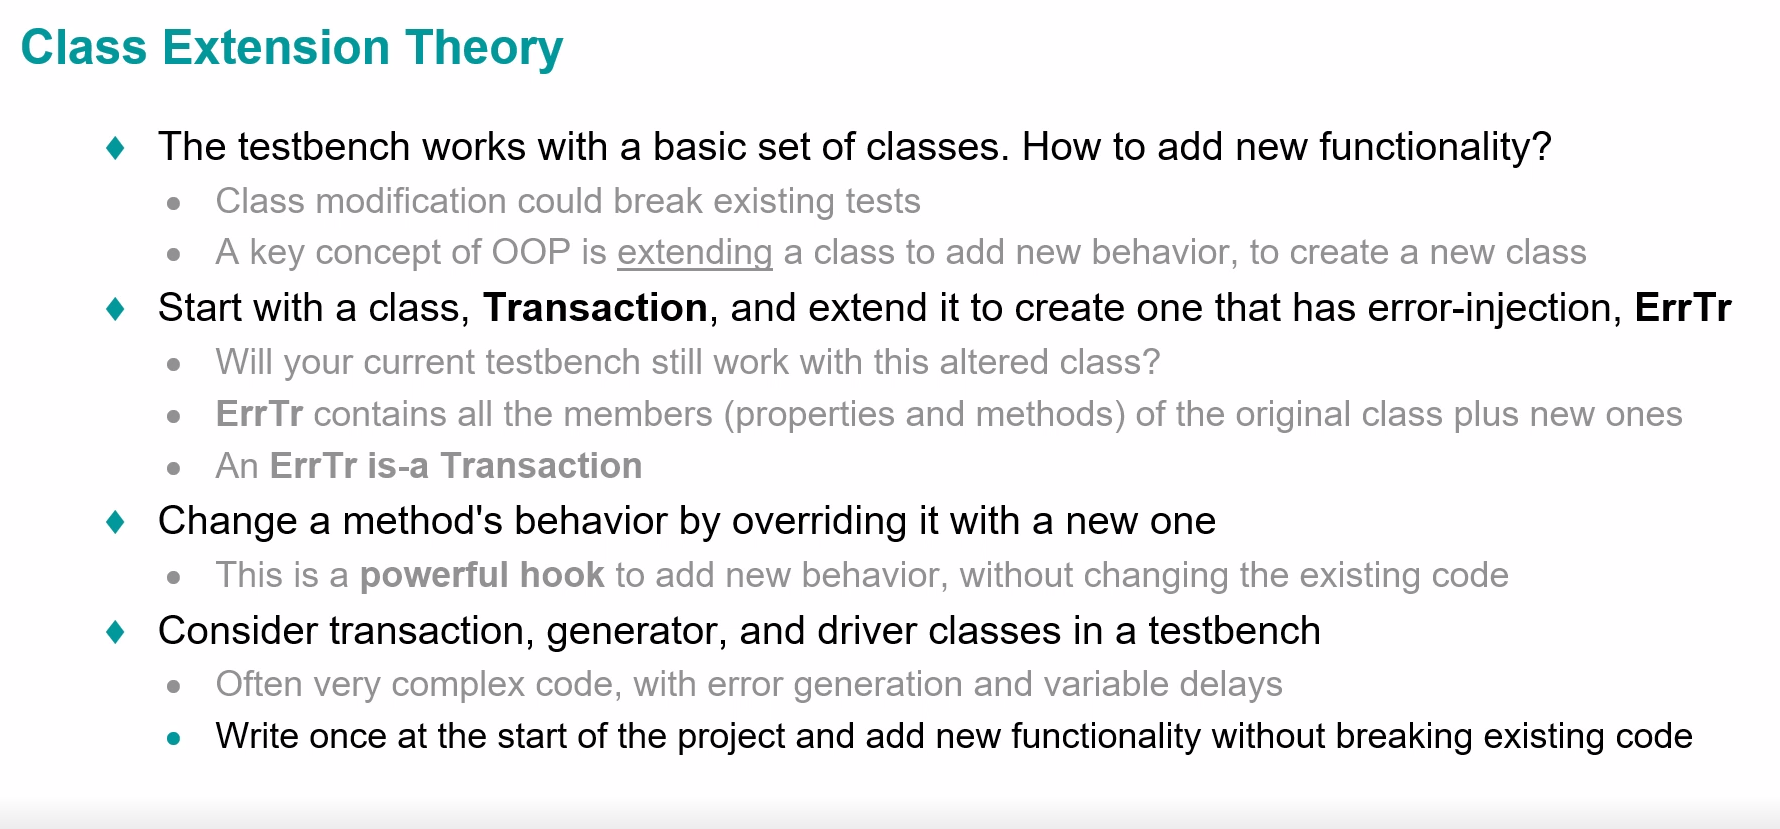 Class Extension Theory
The testbench works with a basic set of classes. How to add new functionality?
Class modification could break existing tests
A key concept of OOP is extending a class to add new behavior, to create a new class
Start with a class, Transaction, and extend it to create one that has error-injection, ErrTr
Will your current testbench still work with this altered class?
ErrTr contains all the members (properties and methods) of the original class plus new ones
An ErrTr is-a Transaction
Change a method's behavior by overriding it with a new one
This is a powerful hook to add new behavior, without changing the existing code
Consider transaction, generator, and driver classes in a testbench
Often very complex code, with error generation and variable delays
Write once at the start of the project and add new functionality without breaking existing code